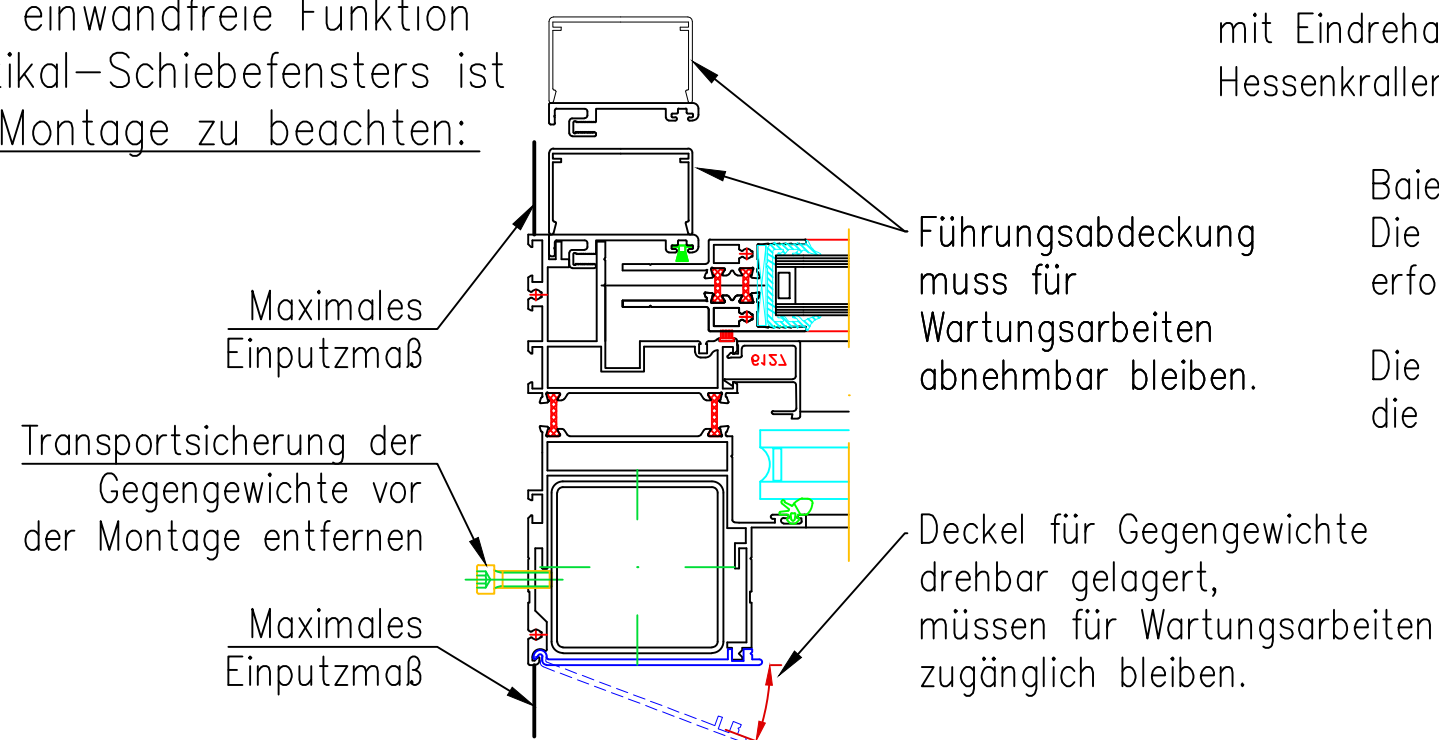 einwandfreie Funktion
ikal-Schiebefensters ist
Montage zu beachten:
mit Eindreha
Hessenkraller
Baie
Die
erfo
Die
die
Führungsabdeckung
muss für
Wartungsarbeiten
abnehmbar bleiben.
Maximales
Einputzmaß
6127
Transportsicherung der
Gegengewichte vor
der Montage entfernen
Deckel für Gegengewichte
drehbar gelagert,
müssen für Wartungsarbeiten
zugänglich bleiben.
Maximales
Einputzmaß